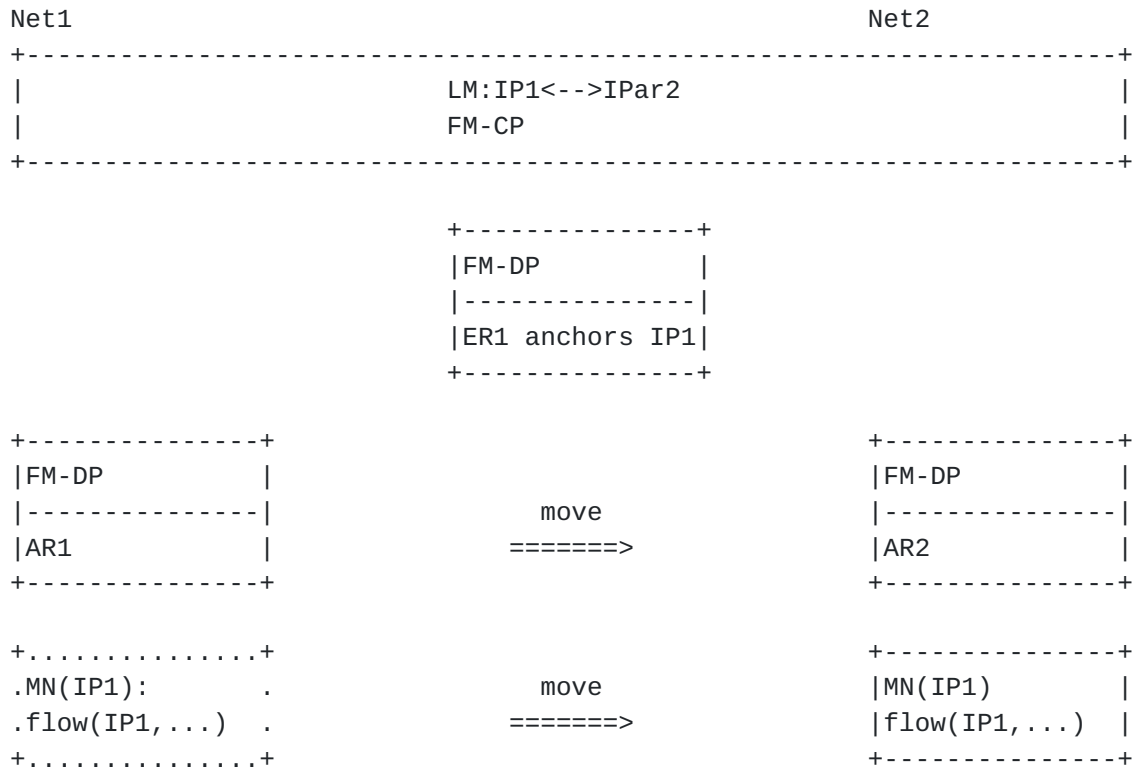 Net1 Net2
LM:IP1<-->IPar2
FM-CP
FM-DP
ER1 anchors IP1
FM-DP FM-DP
move
AR1 =======> AR2
.MN(IP1): . move MN(IP1)
.flow(IP1,...) . =======> flow(IP1,...)